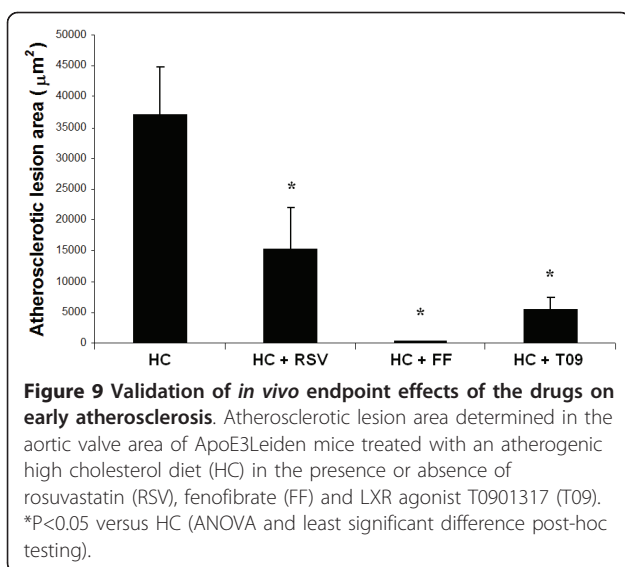 Atherosclerotic lesion area (μm²)
50000
45000
40000
35000
30000
25000
20000
15000
10000
5000
0
*
*
*
HC
HC + RSV
HC + FF
HC + T09
Figure 9 Validation of in vivo endpoint effects of the drugs on
early atherosclerosis. Atherosclerotic lesion area determined in the
aortic valve area of ApoE3Leiden mice treated with an atherogenic
high cholesterol diet (HC) in the presence or absence of
rosuvastatin (RSV), fenofibrate (FF) and LXR agonist T0901317 (T09).
*P<0.05 versus HC (ANOVA and least significant difference post-hoc
testing).